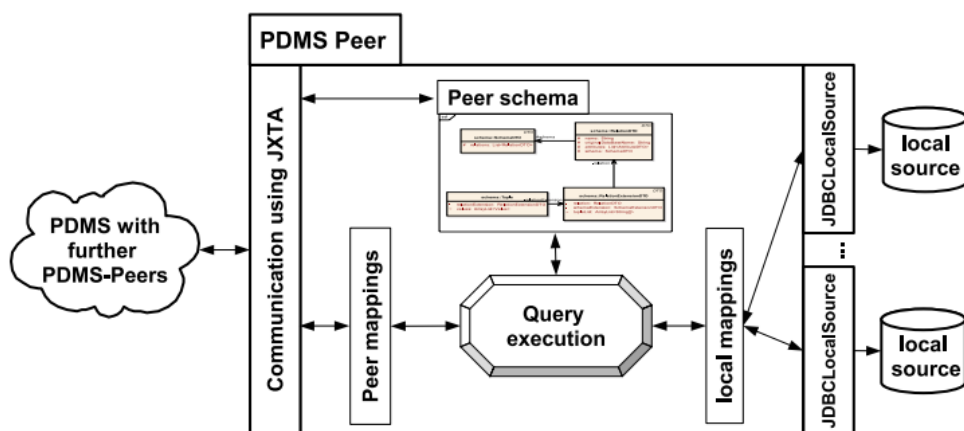 PDMS Peer
Communication using JXTA
Peer schema
PDMS with
further
PDMS-Peers
Peer mappings
Query
execution
local mappings
JDBCLocalSource
local
source
...
JDBCLocalSource
local
source